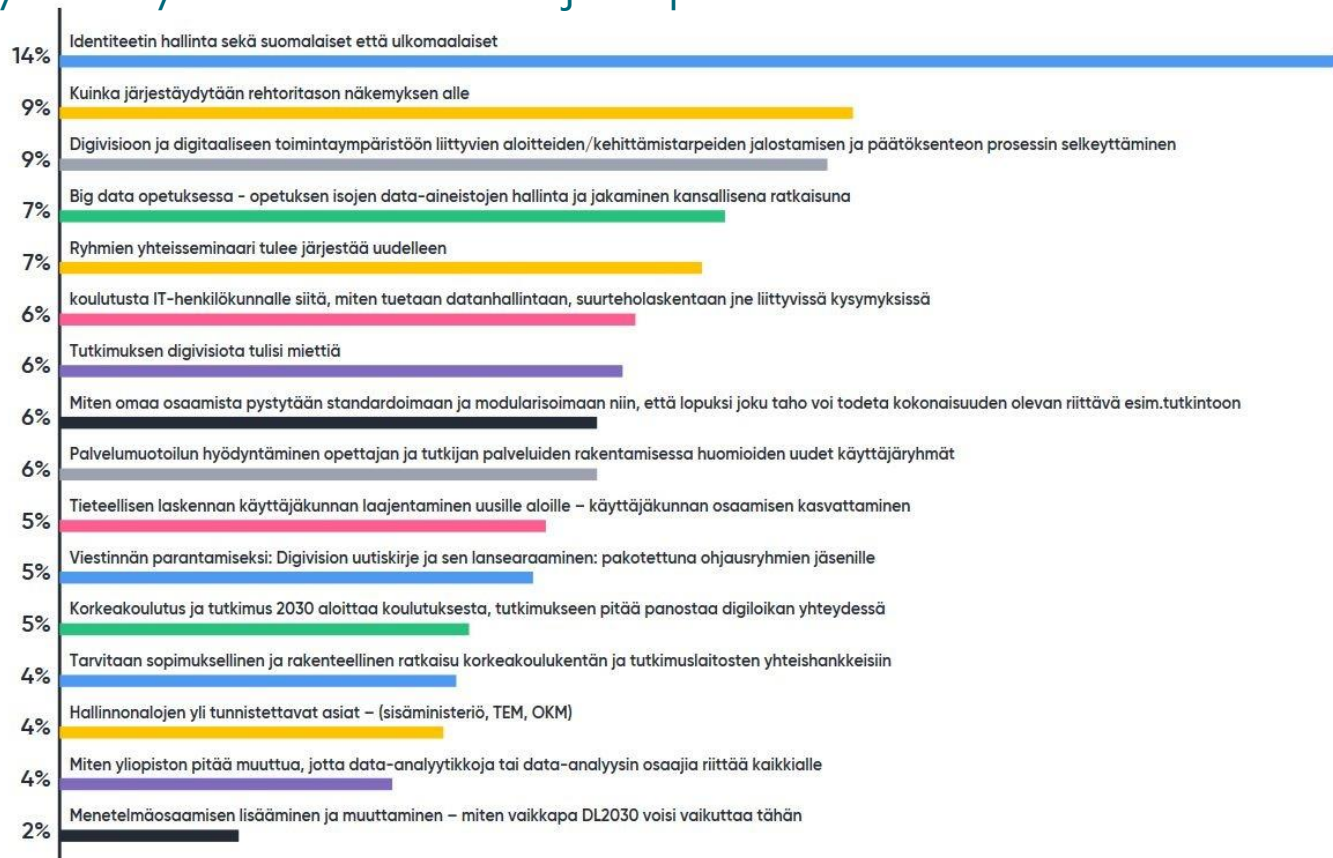 14%
Identiteetin hallinta sekä suomalaiset että ulkomaalaiset
9%
Kuinka järjestäydytään rehtoritason näkemyksen alle
9%
Digivisioon ja digitaaliseen toimintaympäristöön liittyvien aloitteiden/kehittämistarpeiden jalostamisen ja päätöksenteon prosessin selkeyttäminen
7%
Big data opetuksessa - opetuksen isojen data-aineistojen hallinta ja jakaminen kansallisena ratkaisuna
7%
Ryhmien yhteisseminaari tulee järjestää uudelleen
6%
koulutusta IT-henkilökunnalle siitä, miten tuetaan datanhallintaan, suurteholaskentaan jne liittyvissä kysymyksissä
6%
Tutkimuksen digivisiota tulisi miettiä
6%
Miten omaa osaamista pystytään standardoimaan ja modularisoimaan niin, että lopuksi joku taho voi todeta kokonaisuuden olevan riittävä esim.tutkintoon
6%
Palvelumuotoilun hyödyntäminen opettajan ja tutkijan palveluiden rakentamisessa huomioiden uudet käyttäjäryhmät
5%
Tieteellisen laskennan käyttäjäkunnan laajentaminen uusille aloille – käyttäjäkunnan osaamisen kasvattaminen
5%
Viestinnän parantamiseksi: Digivision uutiskirje ja sen lansearaaminen: pakotettuna ohjausryhmien jäsenille
5%
Korkeakoulutus ja tutkimus 2030 aloittaa koulutuksesta, tutkimukseen pitää panostaa digiloikan yhteydessä
4%
Tarvitaan sopimuksellinen ja rakenteellinen ratkaisu korkeakoulukentän ja tutkimuslaitosten yhteishankkeisiin
4%
Hallinnonalojen yli tunnistettavat asiat – (sisäministeriö, TEM, OKM)
4%
Miten yliopiston pitää muuttua, jotta data-analyytikkoja tai data-analyysin osaajia riittää kaikkialle
2%
Menetelmäosaamisen lisääminen ja muuttaminen – miten vaikkapa DL2030 voisi vaikuttaa tähän